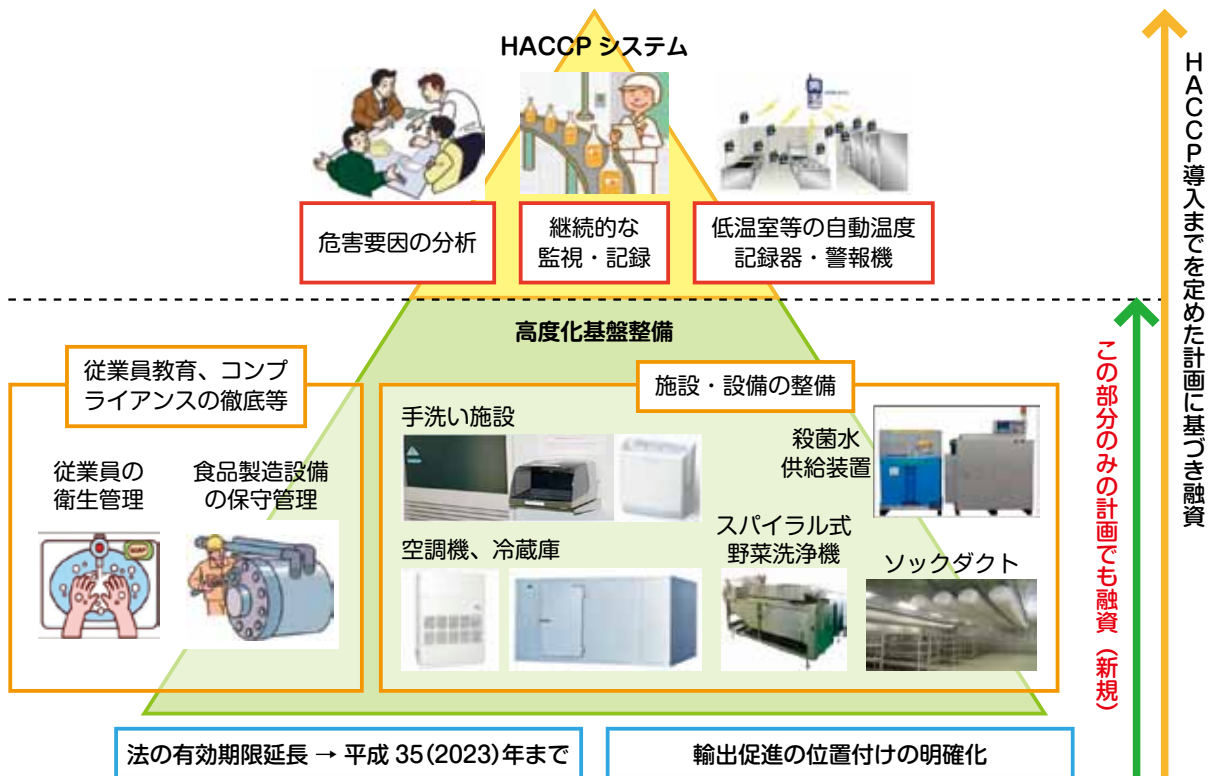 HACCP システム
危害要因の分析
継続的な
監視・記録
低温室等の自動温度
記録器・警報機
高度化基盤整備
従業員教育、コンプ
ライアンスの徹底等
従業員の
衛生管理
食品製造設備
の保守管理
施設・設備の整備
手洗い施設
殺菌水
供給装置
空調機、冷蔵庫
スパイラル式
野菜洗浄機
ソックダクト
法の有効期限延長 → 平成 35(2023)年まで
輸出促進の位置付けの明確化
この部分のみの計画でも融資（新規）
HACCP導入までを定めた計画に基づき融資